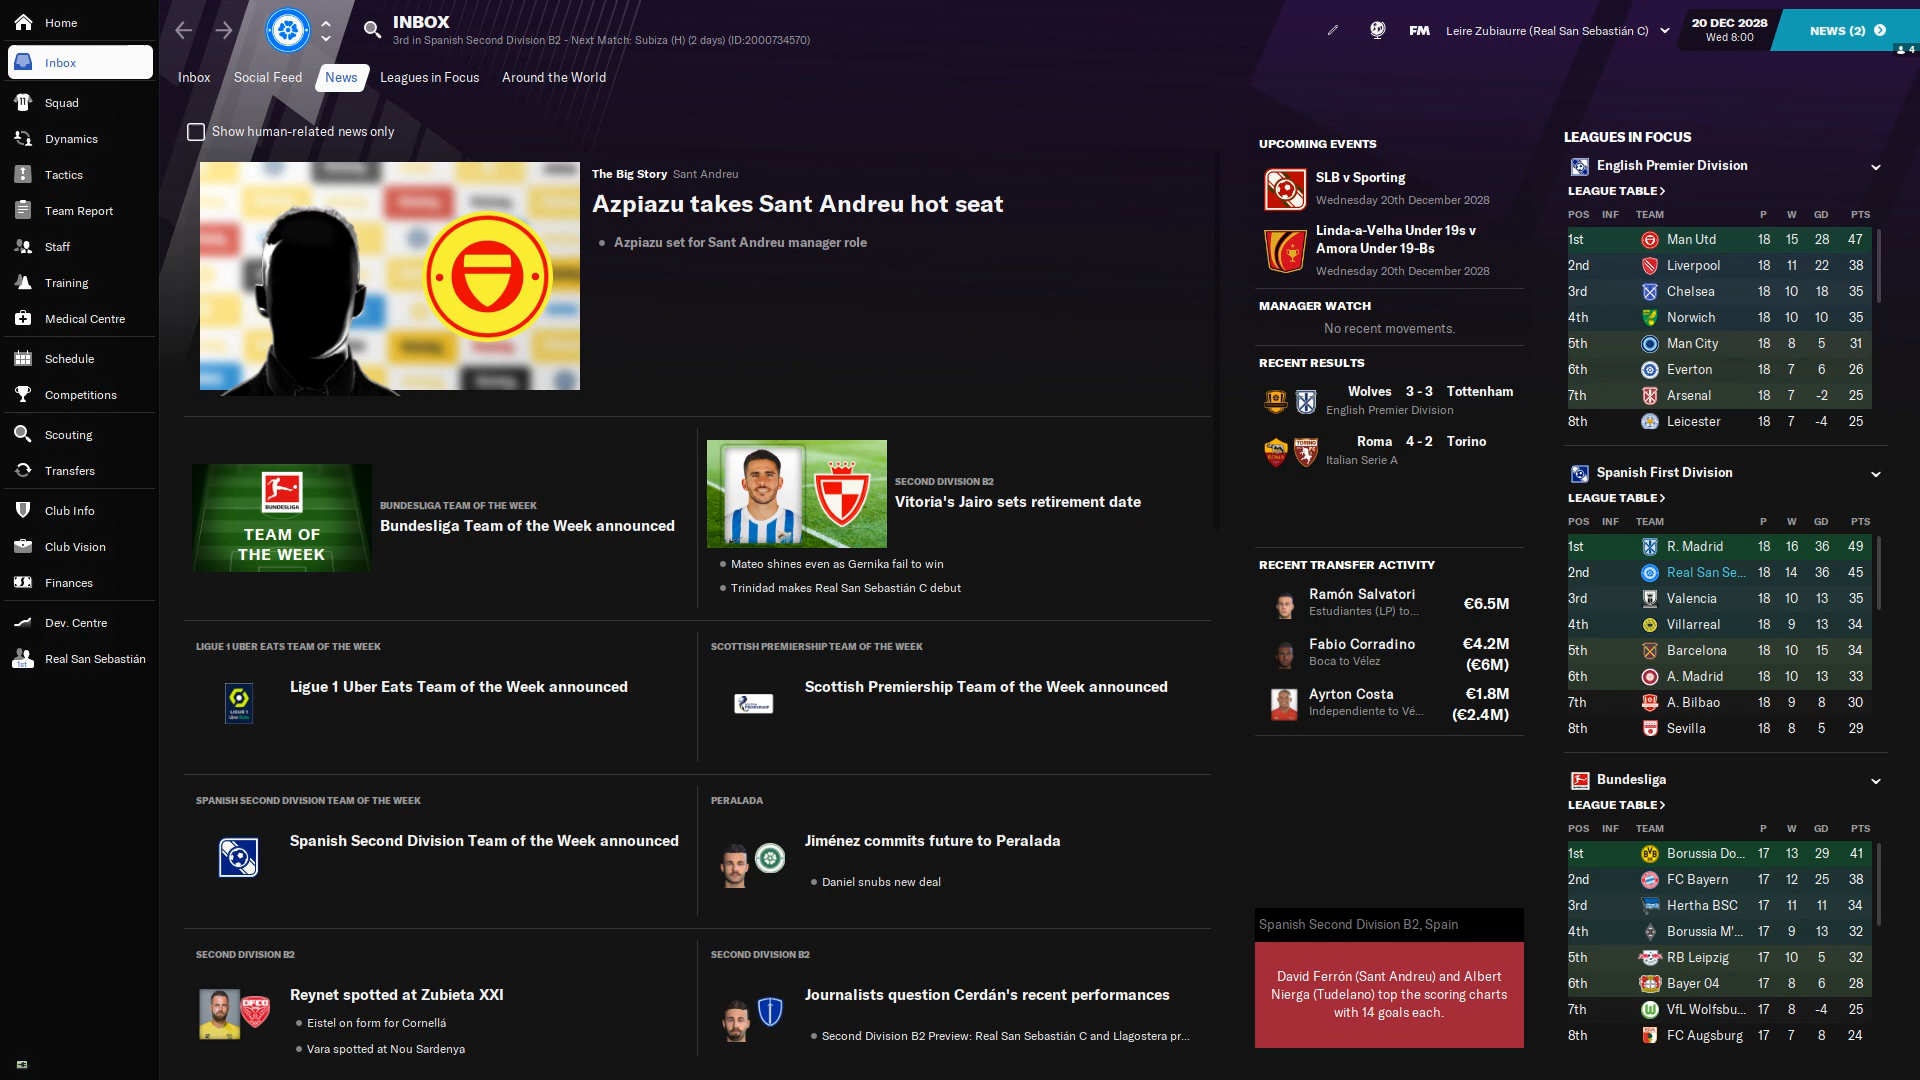 Home
Inbox
Squad
Dynamics
Tactics
Team Report
Staff
Training
Medical Centre
Schedule
Competitions
Scouting
Transfers
Club Info
Club Vision
Finances
Dev. Centre
Real San Sebastián
1st
INBOX
3rd in Spanish Second Division B2 - Next Match: Subiza (H) (2 days) (ID:2000734570)
FM
Leire Zubiaurre (Real San Sebastián C)
20 DEC 2028
Wed 8:00
NEWS (2)
4
Inbox Social Feed News Leagues in Focus Around the World
Show human-related news only
The Big Story Sant Andreu
Azpiazu takes Sant Andreu hot seat
Azpiazu set for Sant Andreu manager role
BUNDESLIGA
TEAM OF
THE WEEK
BUNDESLIGA TEAM OF THE WEEK
Bundesliga Team of the Week announced
SECOND DIVISION B2
Vitoria's Jairo sets retirement date
Mateo shines even as Gernika fail to win
Trinidad makes Real San Sebastián C debut
LIGUE 1 UBER EATS TEAM OF THE WEEK
Ligue 1 Uber Eats Team of the Week announced
SCOTTISH PREMIERSHIP TEAM OF THE WEEK
Scottish Premiership Team of the Week announced
SPANISH SECOND DIVISION TEAM OF THE WEEK
Spanish Second Division Team of the Week announced
PERALADA
Jiménez commits future to Peralada
Daniel snubs new deal
SECOND DIVISION B2
DFCO
Reynet spotted at Zubieta XXI
Eistel on form for Cornellá
Vara spotted at Nou Sardenya
SECOND DIVISION B2
Journalists question Cerdán's recent performances
Second Division B2 Preview: Real San Sebastián C and Llagostera pr...
UPCOMING EVENTS
SLB v Sporting
Wednesday 20th December 2028
Linda-a-Velha Under 19s v
Amora Under 19-Bs
Wednesday 20th December 2028
MANAGER WATCH
No recent movements.
RECENT RESULTS
Wolves 3 - 3 Tottenham
English Premier Division
Roma 4 - 2 Torino
Italian Serie A
RECENT TRANSFER ACTIVITY
Ramón Salvatori €6.5M
Estudiantes (LP) to...
Fabio Corradino €4.2M
Boca to Vélez (€6M)
Ayrton Costa €1.8M
Independiente to Vé... (€2.4M)
Spanish Second Division B2, Spain
David Ferrón (Sant Andreu) and Albert
Nierga (Tudelano) top the scoring charts
with 14 goals each.
LEAGUES IN FOCUS
English Premier Division
LEAGUE TABLE >
POS INF TEAM P W GD PTS
1st Man Utd 18 15 28 47
2nd Liverpool 18 11 22 38
3rd Chelsea 18 10 18 35
4th Norwich 18 10 10 35
5th Man City 18 8 5 31
6th Everton 18 7 6 26
7th Arsenal 18 7 -2 25
8th Leicester 18 7 -4 25
Spanish First Division
LEAGUE TABLE >
POS INF TEAM P W GD PTS
1st R. Madrid 18 16 36 49
2nd Real San Se... 18 14 36 45
3rd Valencia 18 10 13 35
4th Villarreal 18 9 13 34
5th Barcelona 18 10 15 34
6th A. Madrid 18 10 13 33
7th A. Bilbao 18 9 8 30
8th Sevilla 18 8 5 29
Bundesliga
LEAGUE TABLE >
POS INF TEAM P W GD PTS
1st Borussia Do... 17 13 29 41
2nd FC Bayern 17 12 25 38
3rd Hertha BSC 17 11 11 34
4th Borussia M'... 17 9 13 32
5th RB Leipzig 17 10 5 32
6th Bayer 04 17 8 6 28
7th VfL Wolfsbu... 17 8 -4 25
8th FC Augsburg 17 7 8 24